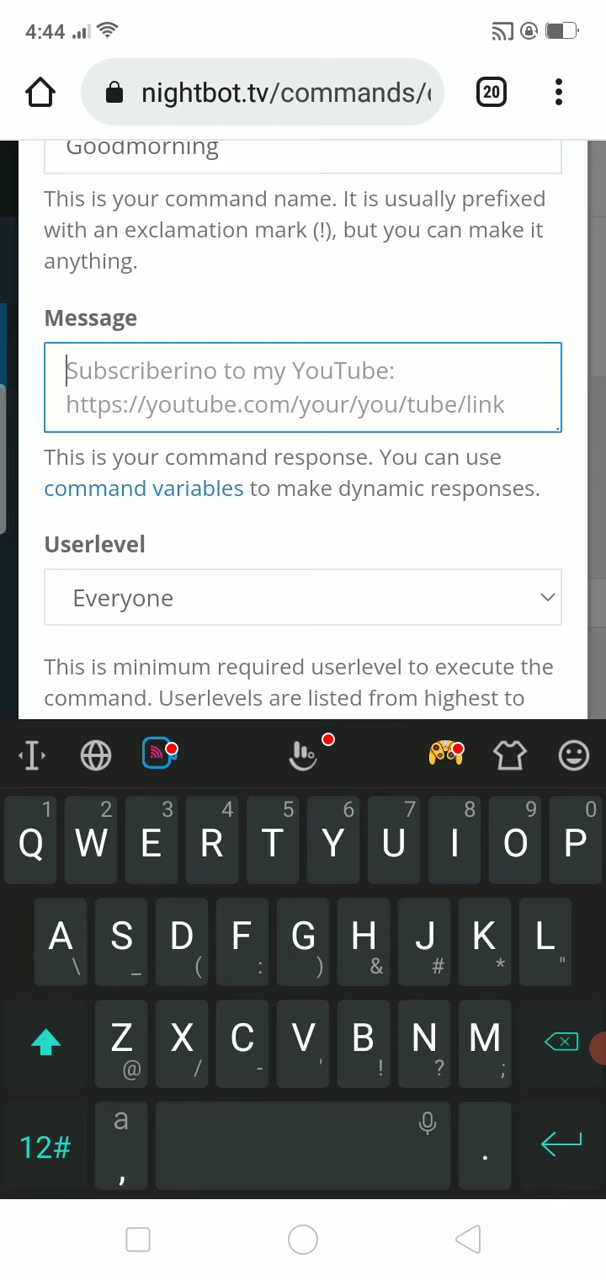 4:44
nightbot.tv/commands/
20
Goodmorning
This is your command name. It is usually prefixed
with an exclamation mark (!), but you can make it
anything.
Message
Subscriberino to my YouTube:
https://youtube.com/your/you/tube/link
This is your command response. You can use
command variables to make dynamic responses.
Userlevel
Everyone
This is minimum required userlevel to execute the
command. Userlevels are listed from highest to
1 2 3 4 5 6 7 8 9 0
Q W E R T Y U I O P
A S D F G H J K L
\ _ ( : ) & # * "
Z X C V B N M
@ / - ' ! ? ;
12# a , .